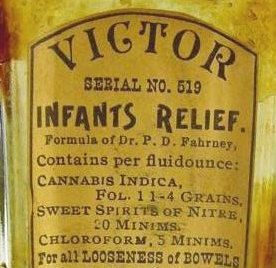 VICTOR
SERIAL NO. 519
INFANTS RELIEF.
Formula of Dr. P. D. Fahrney,
Contains per fluidounce:
CANNABIS INDICA,
FOL. 1 1-4 GRAINS.
SWEET SPIRITS OF NITRE,
20 MINIMS.
CHLOROFORM, 5 MINIMS.
For all LOOSENESS of BOWELS